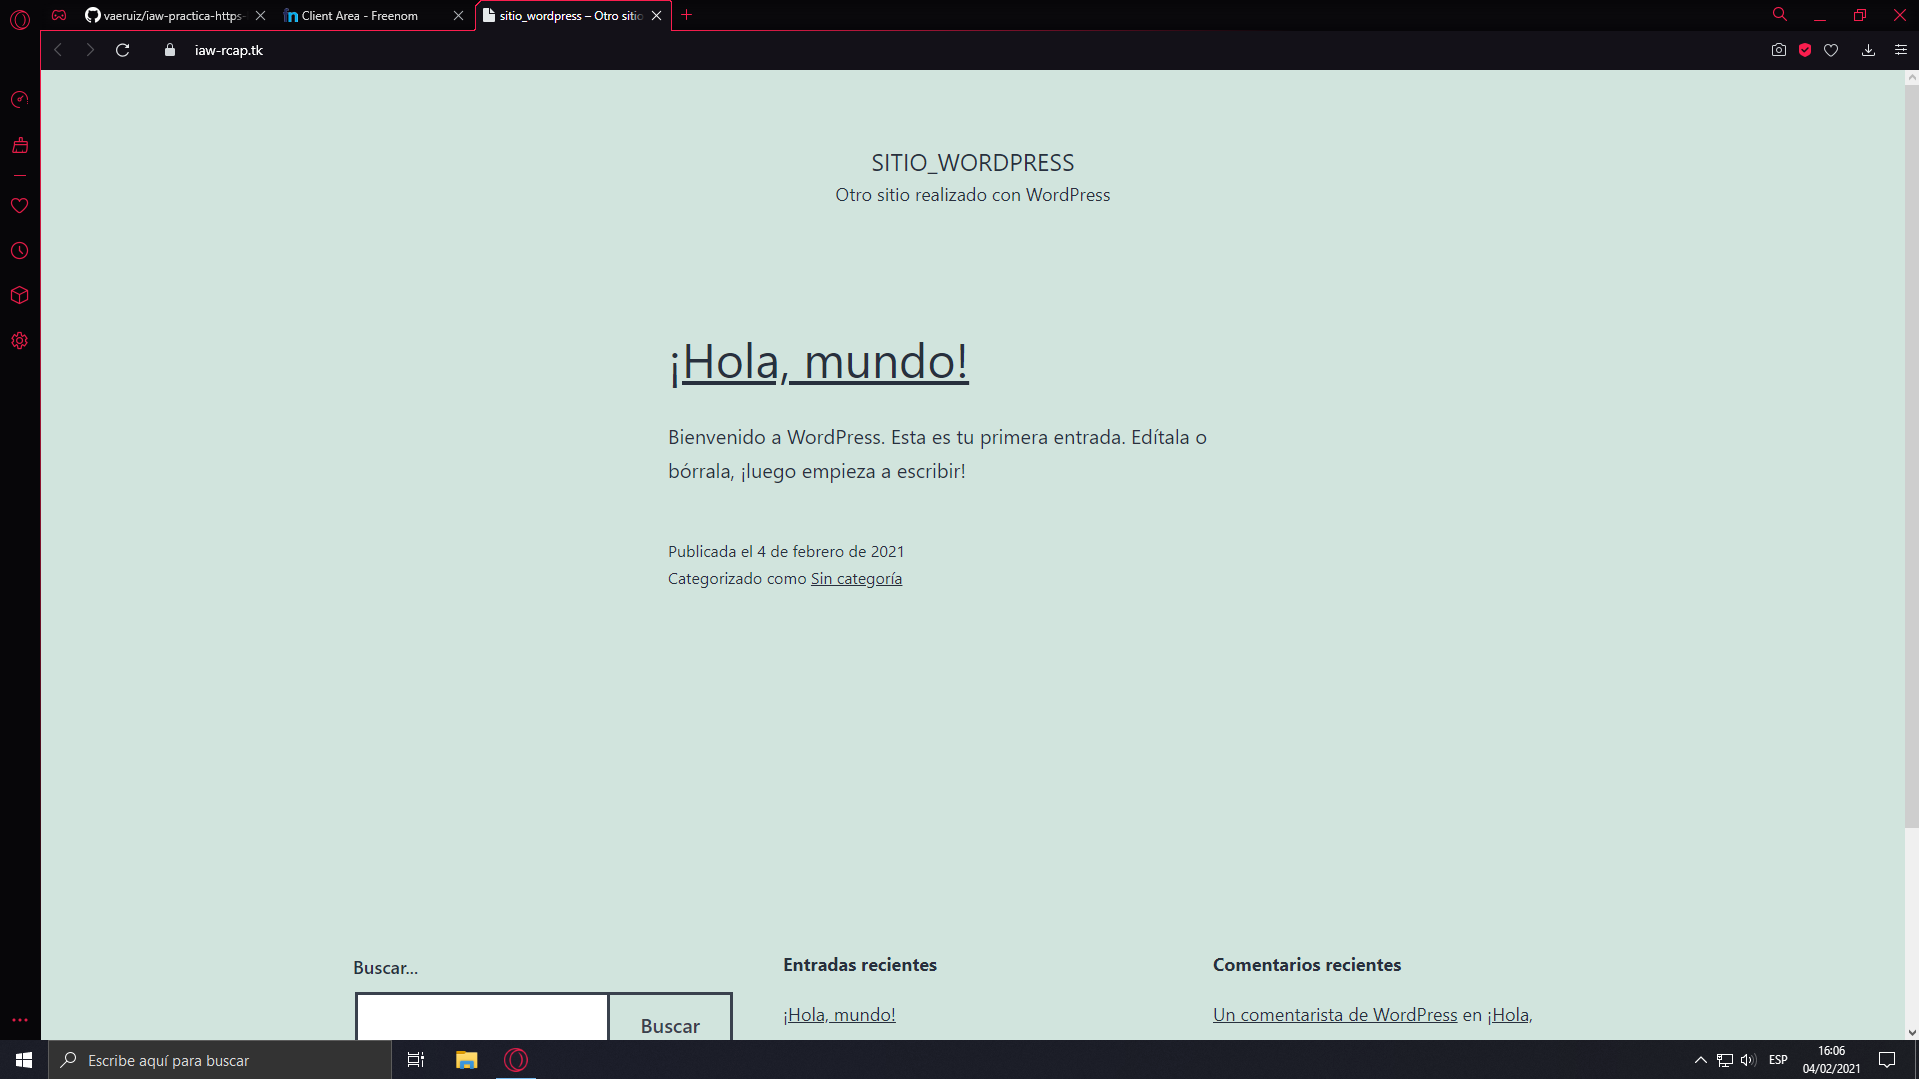 vaeruiz/iaw-practica-https-
Client Area - Freenom
sitio_wordpress – Otro sitio
iaw-rcap.tk
SITIO_WORDPRESS
Otro sitio realizado con WordPress
¡Hola, mundo!
Bienvenido a WordPress. Esta es tu primera entrada. Edítala o
bórrala, ¡luego empieza a escribir!
Publicada el 4 de febrero de 2021
Categorizado como Sin categoría
Buscar...
Buscar
Entradas recientes
¡Hola, mundo!
Comentarios recientes
Un comentarista de WordPress en ¡Hola,
Escribe aquí para buscar
ESP
16:06
04/02/2021